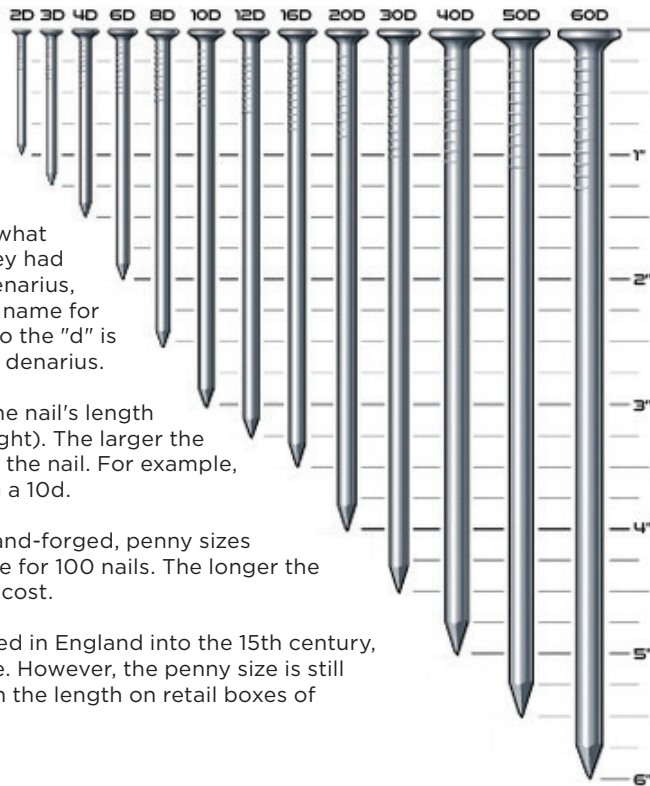 2D 3D 4D 6D 8D 10D 12D 16D 20D 30D 40D 50D 60D
1"
what
ey had
enarius,
name for
o the "d" is
denarius.
2"
ne nail's length
3"
ght). The larger the
the nail. For example,
a 10d.
4"
and-forged, penny sizes
e for 100 nails. The longer the
cost.
ed in England into the 15th century,
5"
e. However, the penny size is still
n the length on retail boxes of
6"